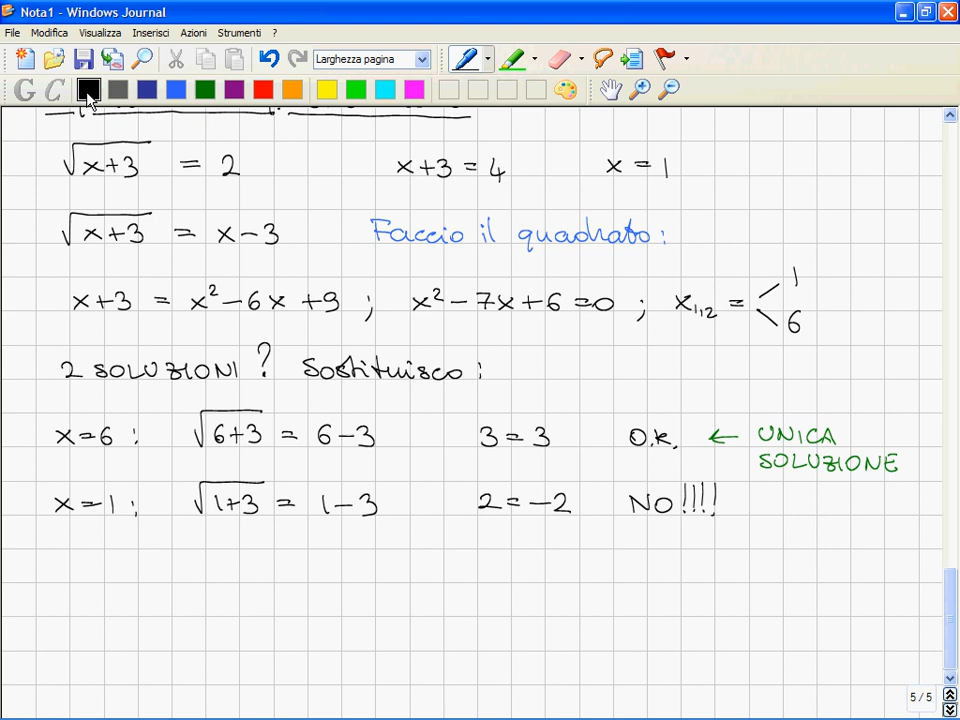 Nota1 - Windows Journal
File Modifica Visualizza Inserisci Azioni Strumenti ?
Larghezza pagina
G C
√x+3 = 2 x+3 = 4 x = 1
√x+3 = x-3 Faccio il quadrato:
x+3 = x² - 6x + 9 ; x² - 7x + 6 = 0 ; x₁,₂ = < 1 6
2 SOLUZIONI ? Sostituisco :
x=6 : √6+3 = 6-3 3 = 3 O.K. ← UNICA
SOLUZIONE
x=1 : √1+3 = 1-3 2 = -2 NO!!!!
5 / 5